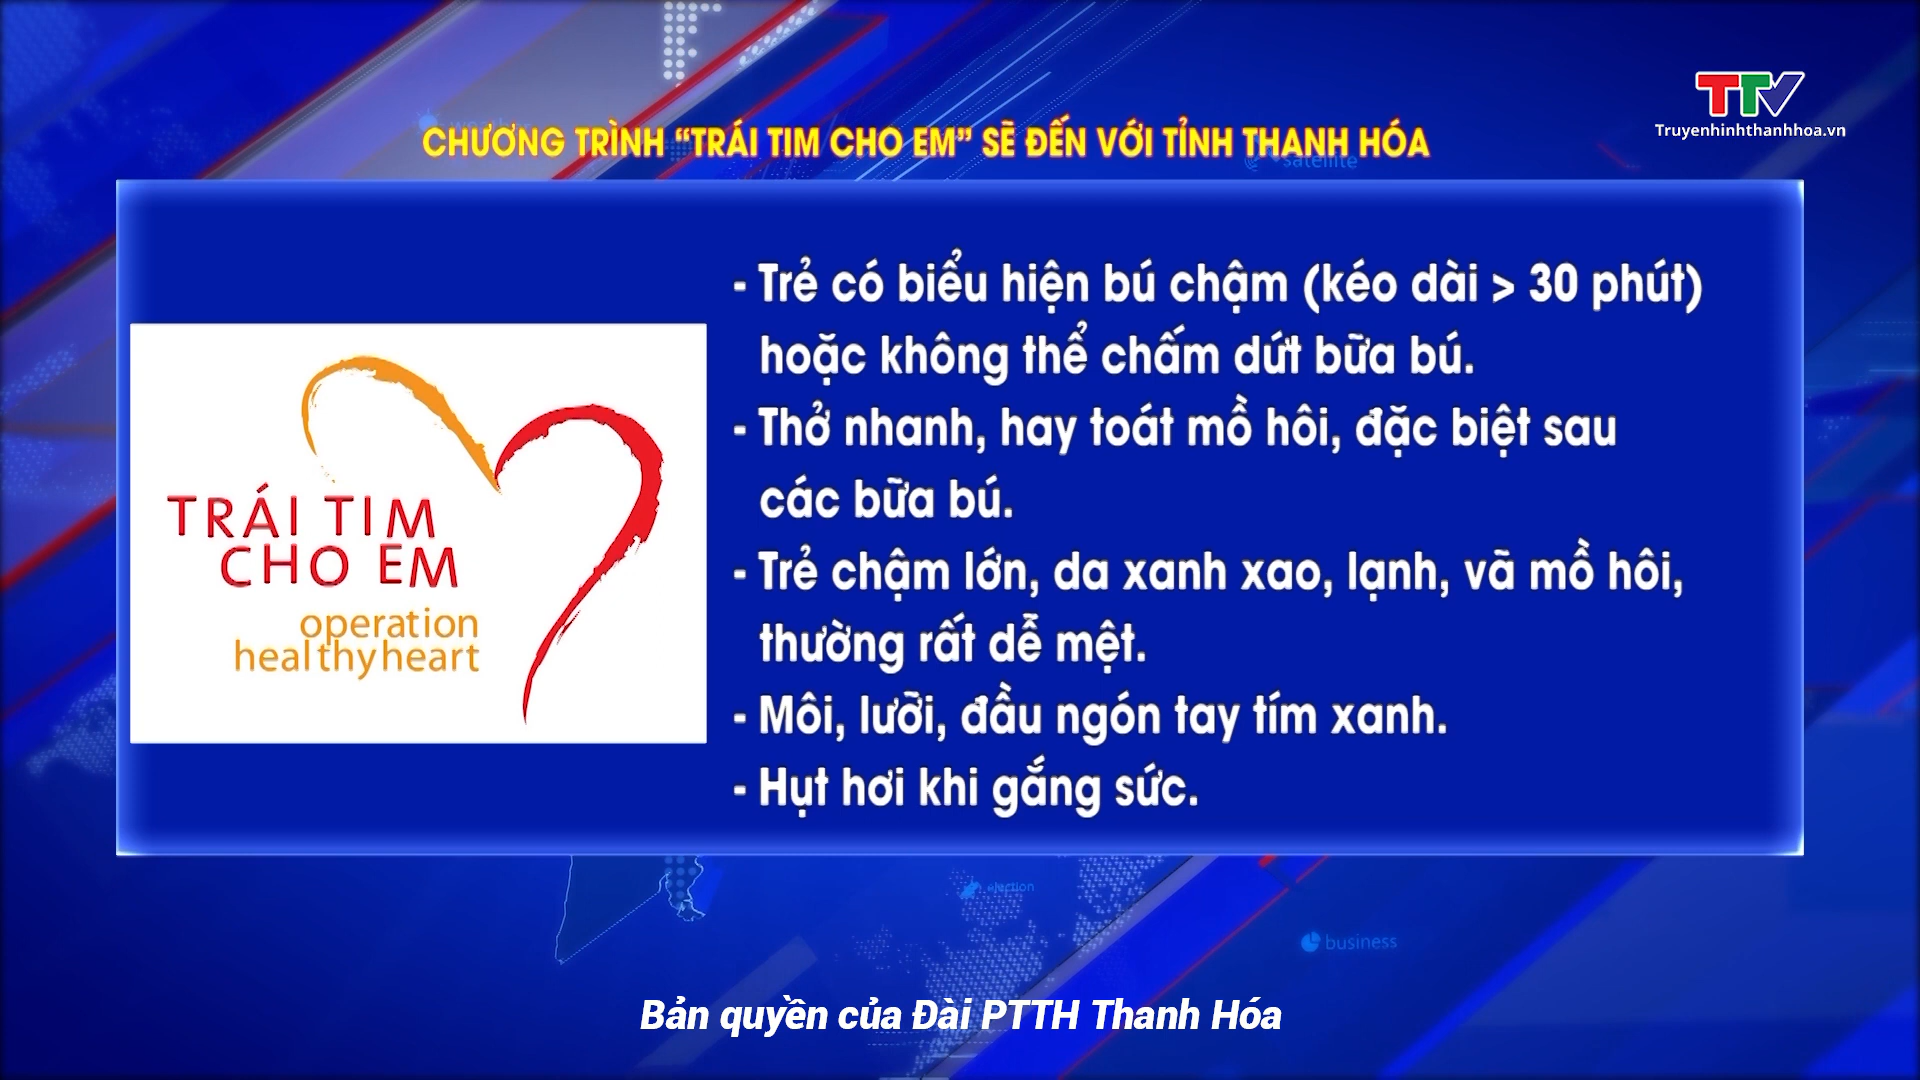 TTV
Truyenhinhthanhhoa.vn
weather
CHƯƠNG TRÌNH “TRÁI TIM CHO EM” SẼ ĐẾN VỚI TỈNH THANH HÓA
satellite
- Trẻ có biểu hiện bú chậm (kéo dài > 30 phút)
hoặc không thể chấm dứt bữa bú.
- Thở nhanh, hay toát mồ hôi, đặc biệt sau
các bữa bú.
- Trẻ chậm lớn, da xanh xao, lạnh, vã mồ hôi,
thường rất dễ mệt.
- Môi, lưỡi, đầu ngón tay tím xanh.
- Hụt hơi khi gắng sức.
TRÁI TIM
CHO EM
operation
healthyheart
election
business
Bản quyền của Đài PTTH Thanh Hóa